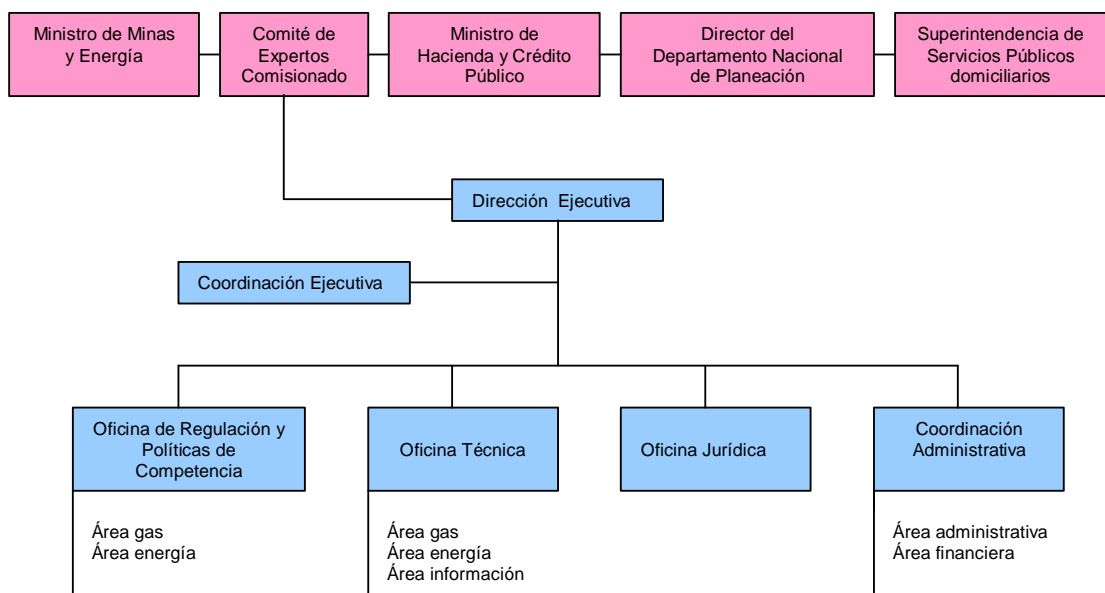 Ministro de Minas
y Energía
Comité de
Expertos
Comisionado
Ministro de
Hacienda y Crédito
Público
Director del
Departamento Nacional
de Planeación
Superintendencia de
Servicios Públicos
domiciliarios
Dirección Ejecutiva
Coordinación Ejecutiva
Oficina de Regulación y
Políticas de
Competencia
Oficina Técnica
Oficina Jurídica
Coordinación
Administrativa
Área gas
Área energía
Área gas
Área energía
Área información
Área administrativa
Área financiera